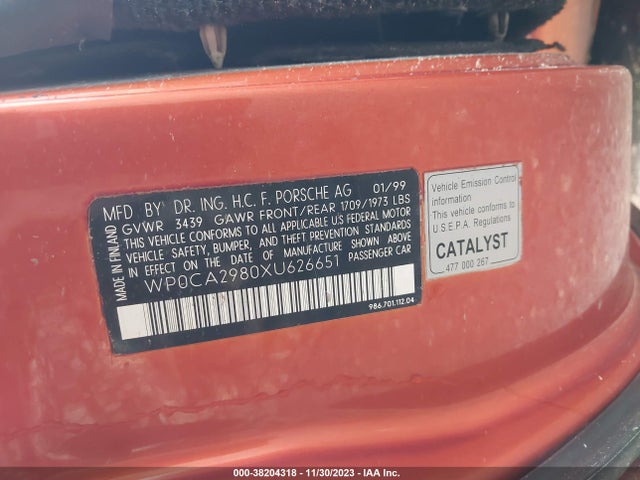 MFD BY DR. ING. H.C. F. PORSCHE AG 01/99
GVWR 3439 GAWR FRONT/REAR 1709/1973 LBS
THIS VEHICLE CONFORMS TO ALL APPLICABLE US FEDERAL MOTOR
VEHICLE SAFETY, BUMPER, AND THEFT PREVENTION STANDARDS
IN EFFECT ON THE DATE OF MANUFACTURE SHOWN ABOVE
WP0CA2980XU626651 PASSENGER CAR
MADE IN FINLAND
986.701.112.04
Vehicle Emission Control
information
This vehicle conforms to
U.S.E.P.A. Regulations
CATALYST
477 000 267
000-38204318 - 11/30/2023 - IAA Inc.